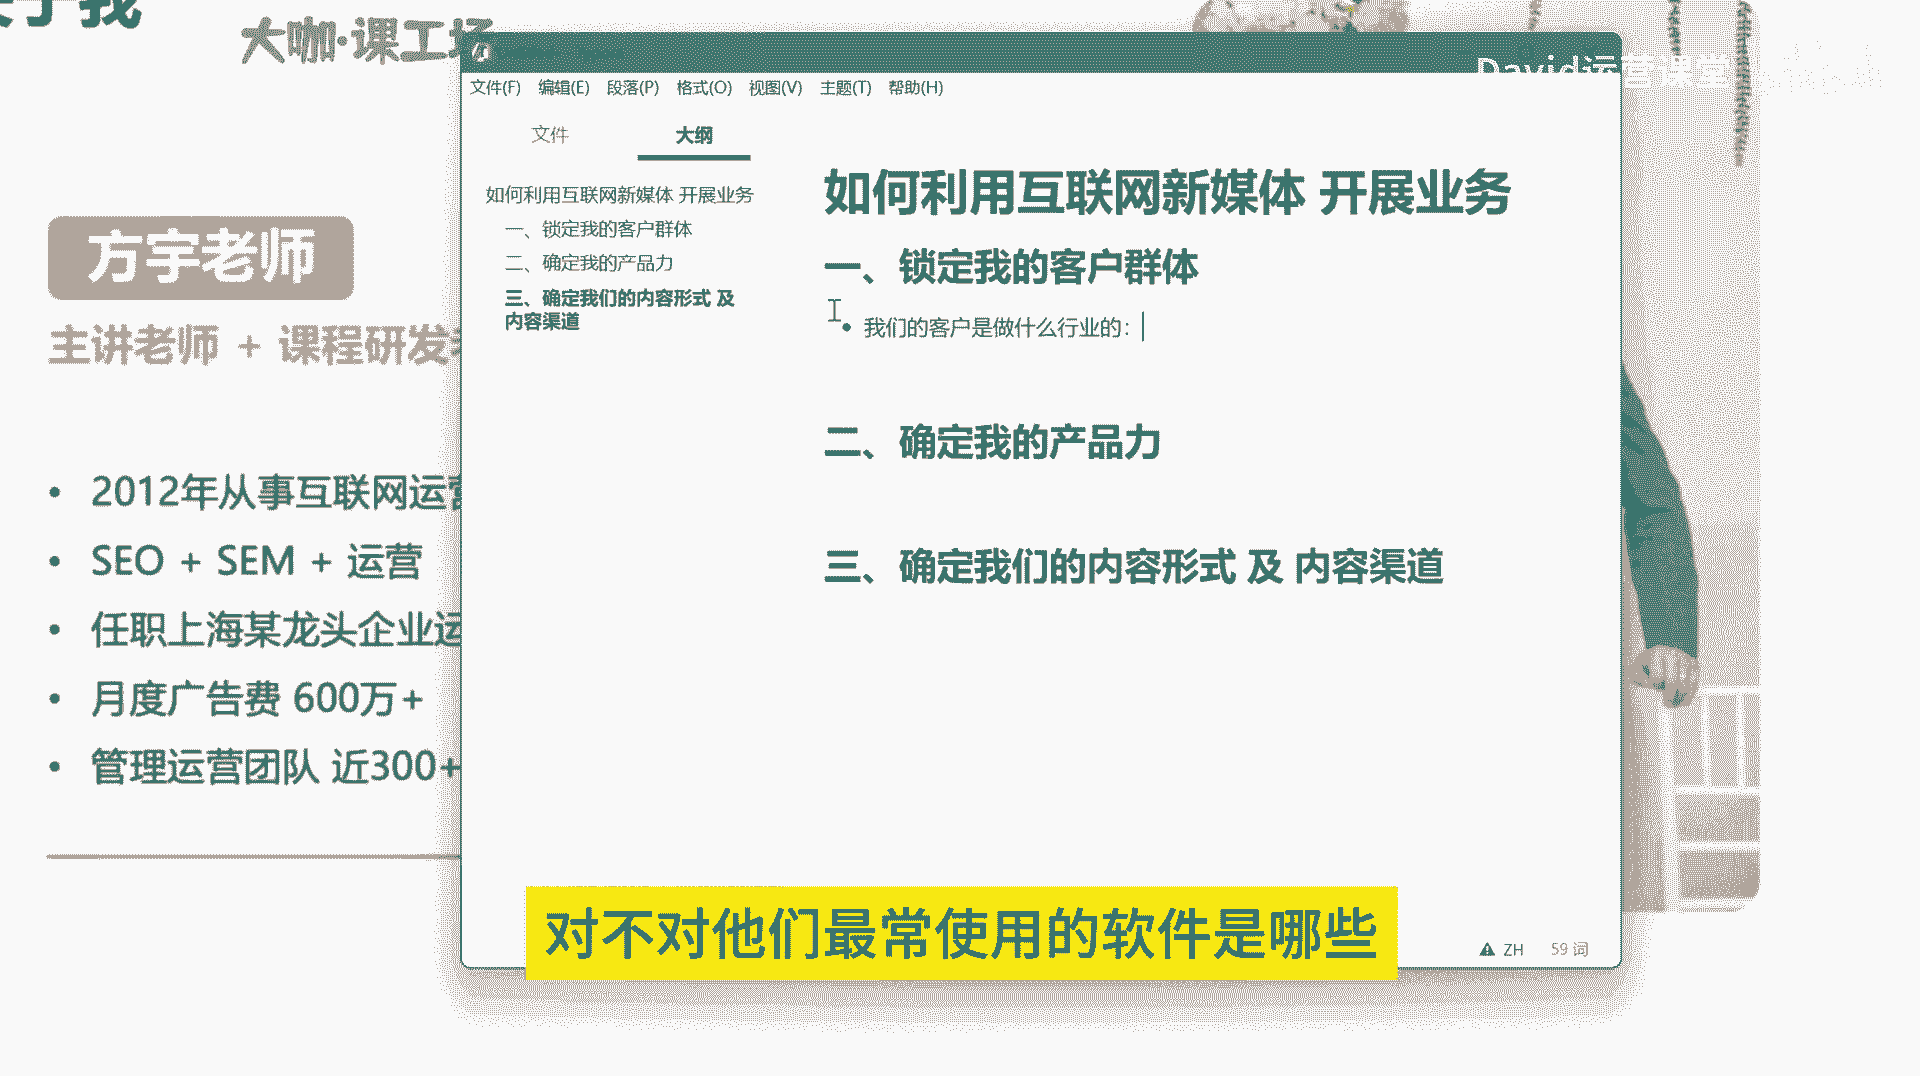 大咖·课工场
David运营课堂
方宇老师
主讲老师 + 课程研发
2012年从事互联网运营
SEO + SEM + 运营
任职上海某龙头企业运
月度广告费 600万+
管理运营团队 近300+
文件(F) 编辑(E) 段落(P) 格式(O) 视图(V) 主题(T) 帮助(H)
文件 大纲
如何利用互联网新媒体 开展业务
一、锁定我的客户群体
二、确定我的产品力
三、确定我们的内容形式 及
内容渠道
如何利用互联网新媒体 开展业务
一、锁定我的客户群体
我们的客户是做什么行业的：
二、确定我的产品力
三、确定我们的内容形式 及 内容渠道
ZH 59 词
对不对他们最常使用的软件是哪些